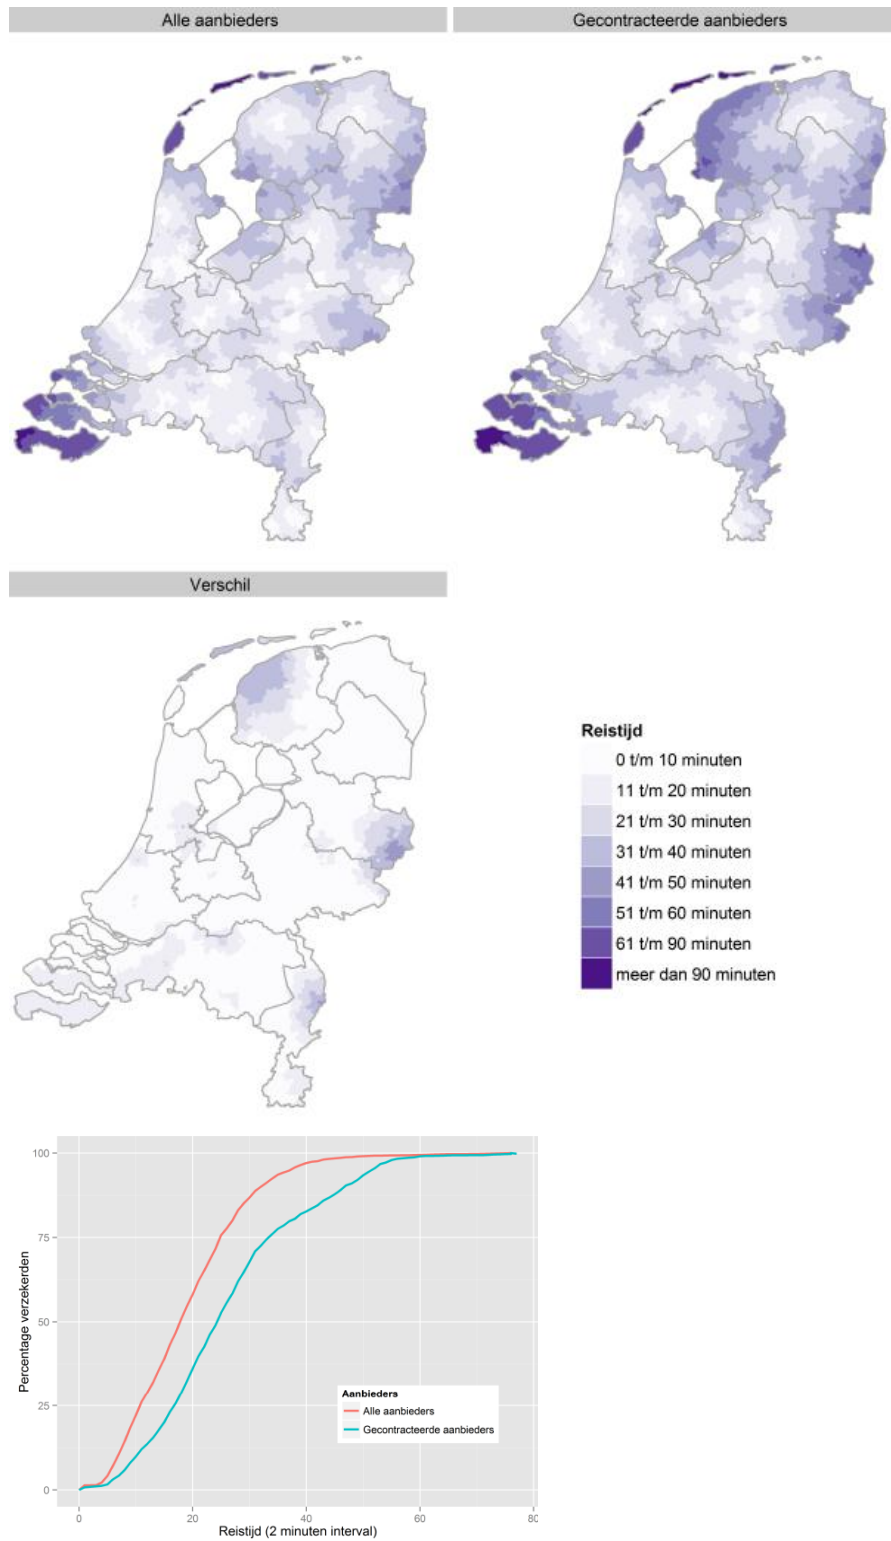 Alle aanbieders
Gecontracteerde aanbieders
Verschil
Reistijd
0 t/m 10 minuten
11 t/m 20 minuten
21 t/m 30 minuten
31 t/m 40 minuten
41 t/m 50 minuten
51 t/m 60 minuten
61 t/m 90 minuten
meer dan 90 minuten
100
75
50
25
0
Percentage verzekerden
Aanbieders
Alle aanbieders
Gecontracteerde aanbieders
0
20
40
60
80
Reistijd (2 minuten interval)